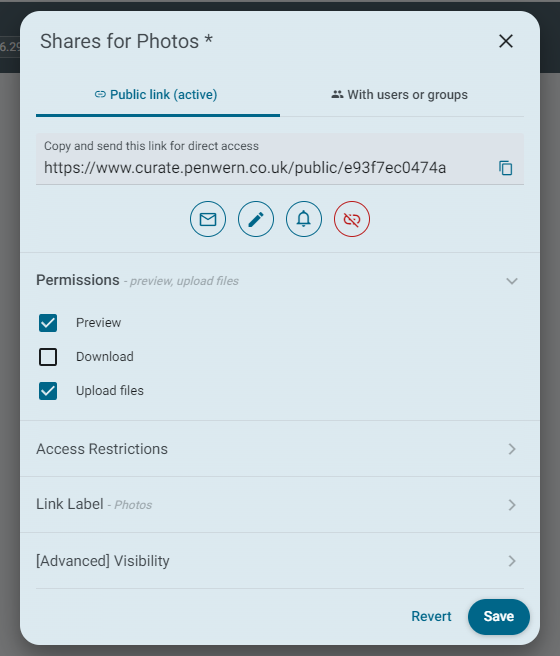 6.29
Shares for Photos *
Public link (active)
With users or groups
Copy and send this link for direct access
https://www.curate.penwern.co.uk/public/e93f7ec0474a
Permissions - preview, upload files
Preview
Download
Upload files
Access Restrictions
Link Label - Photos
[Advanced] Visibility
Revert
Save